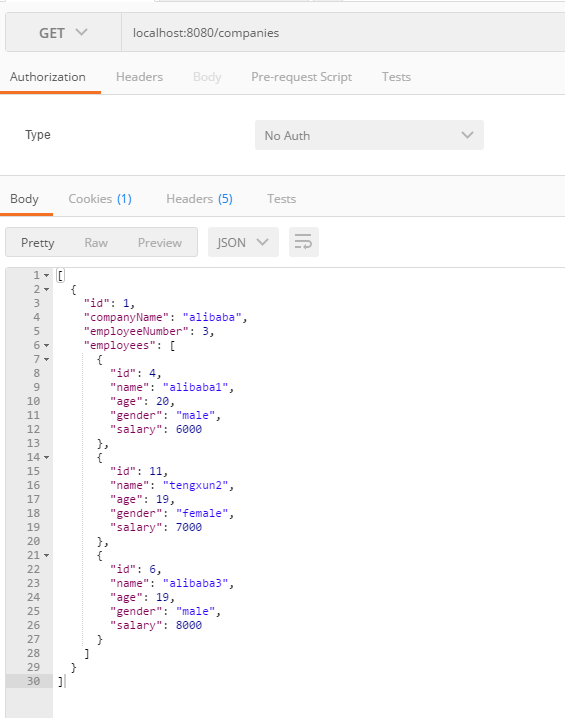 GET localhost:8080/companies
Authorization Headers Body Pre-request Script Tests
Type No Auth
Body Cookies (1) Headers (5) Tests
Pretty Raw Preview JSON
1 [
2 {
3 "id": 1,
4 "companyName": "alibaba",
5 "employeeNumber": 3,
6 "employees": [
7 {
8 "id": 4,
9 "name": "alibaba1",
10 "age": 20,
11 "gender": "male",
12 "salary": 6000
13 },
14 {
15 "id": 11,
16 "name": "tengxun2",
17 "age": 19,
18 "gender": "female",
19 "salary": 7000
20 },
21 {
22 "id": 6,
23 "name": "alibaba3",
24 "age": 19,
25 "gender": "male",
26 "salary": 8000
27 }
28 ]
29 }
30 ]